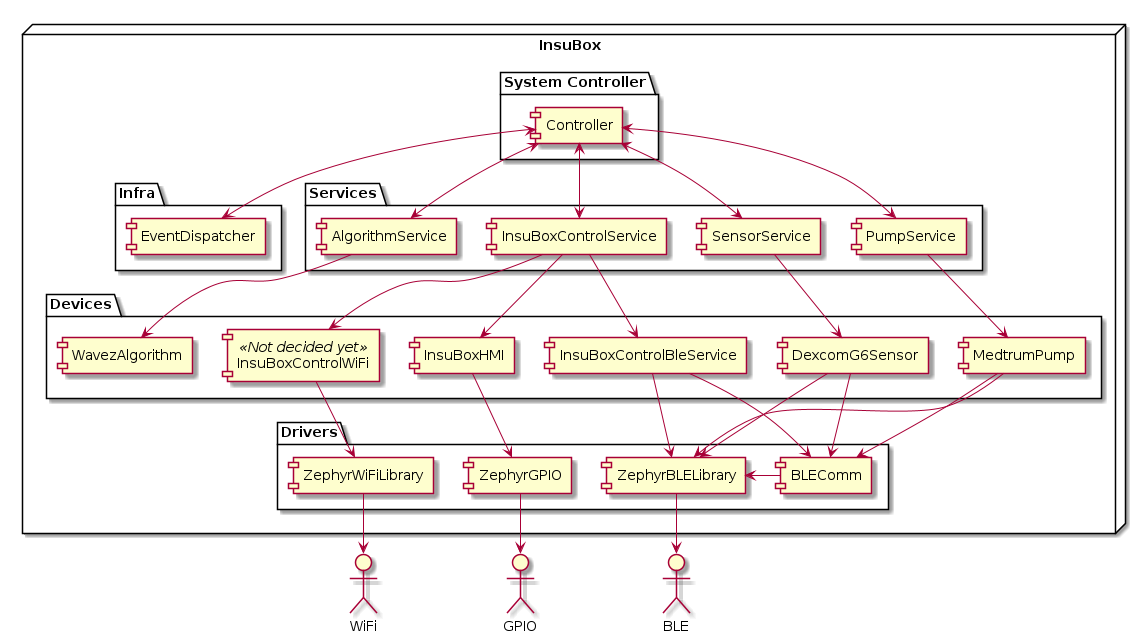 InsuBox
System Controller
Controller
Infra
Services
EventDispatcher
AlgorithmService
InsuBoxControlService
SensorService
PumpService
Devices
WavezAlgorithm
«Not decided yet»
InsuBoxControlWiFi
InsuBoxHMI
InsuBoxControlBleService
DexcomG6Sensor
MedtrumPump
Drivers
ZephyrWiFiLibrary
ZephyrGPIO
ZephyrBLELibrary
BLEComm
WiFi
GPIO
BLE